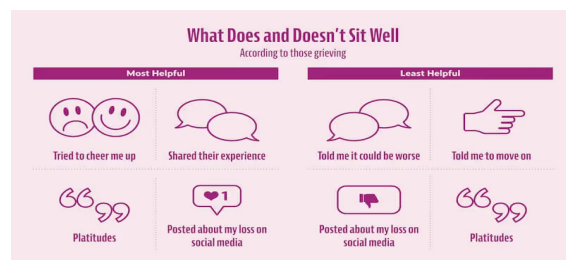 What Does and Doesn't Sit Well
According to those grieving
Most Helpful
Least Helpful
Tried to cheer me up
Shared their experience
Told me it could be worse
Told me to move on
1
Platitudes
Posted about my loss on
social media
Posted about my loss on
social media
Platitudes